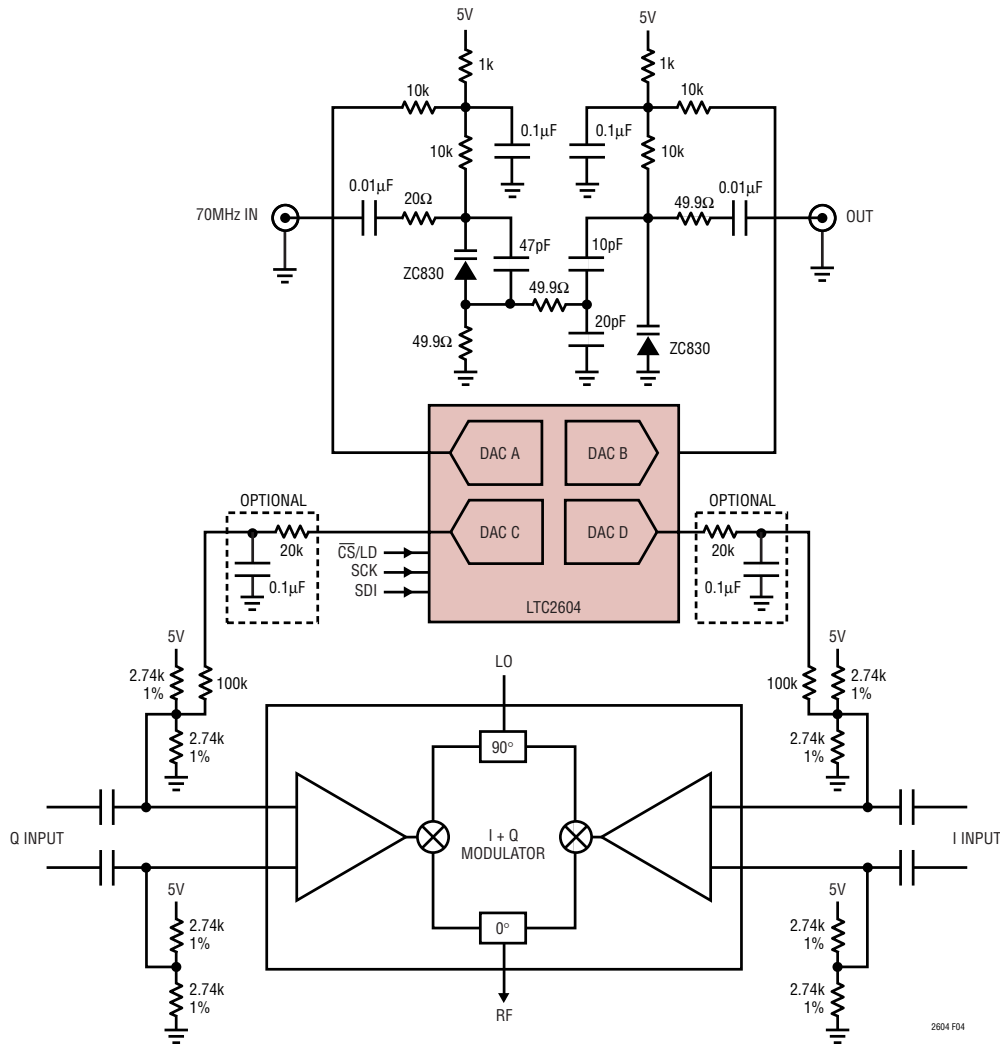 5V 5V
1k 1k
10k 10k
0.1µF 0.1µF
10k 10k
0.01µF 20Ω 49.9Ω 0.01µF
70MHz IN OUT
47pF 10pF
ZC830 49.9Ω
20pF ZC830
49.9Ω
DAC A DAC B
OPTIONAL OPTIONAL
DAC C DAC D
20k 20k
C̅S̅/LD
0.1µF SCK 0.1µF
SDI
LTC2604
5V LO 5V
2.74k
1% 100k 100k 2.74k
1%
2.74k
1% 2.74k
1%
90°
Q INPUT I + Q
MODULATOR I INPUT
5V 0° 5V
2.74k
1% 2.74k
1%
2.74k
1% 2.74k
1%
RF
2604 F04